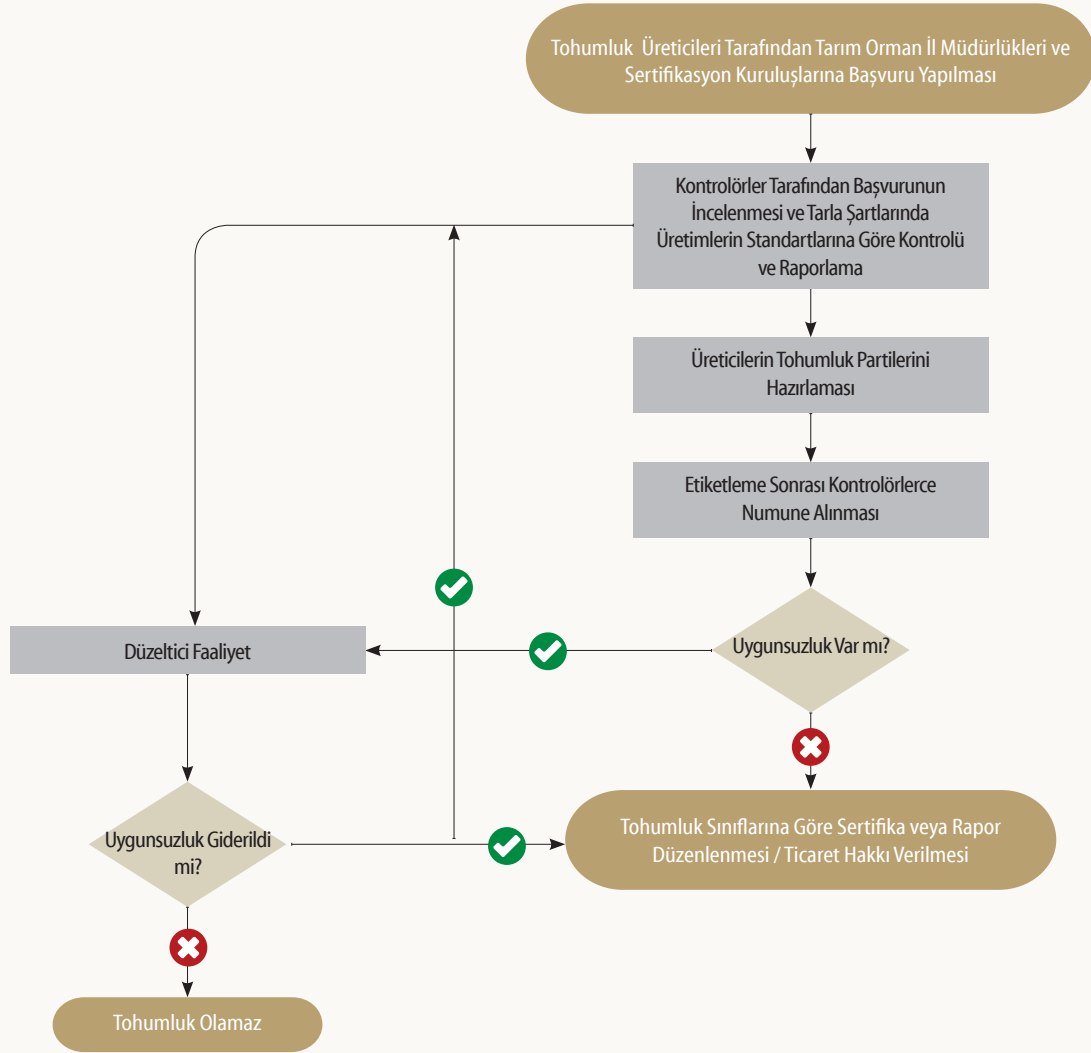 Tohumluk Üreticileri Tarafından Tarım Orman İl Müdürlükleri ve
Sertifikasyon Kuruluşlarına Başvuru Yapılması
Kontrolörler Tarafından Başvurunun
İncelenmesi ve Tarla Şartlarında
Üretimlerin Standartlarına Göre Kontrolü
ve Raporlama
Üreticilerin Tohumluk Partilerini
Hazırlaması
Etiketleme Sonrası Kontrolörlerce
Numune Alınması
Uygunsuzluk Var mı?
Düzeltici Faaliyet
Uygunsuzluk Giderildi
mi?
Tohumluk Sınıflarına Göre Sertifika veya Rapor
Düzenlenmesi / Ticaret Hakkı Verilmesi
Tohumluk Olamaz